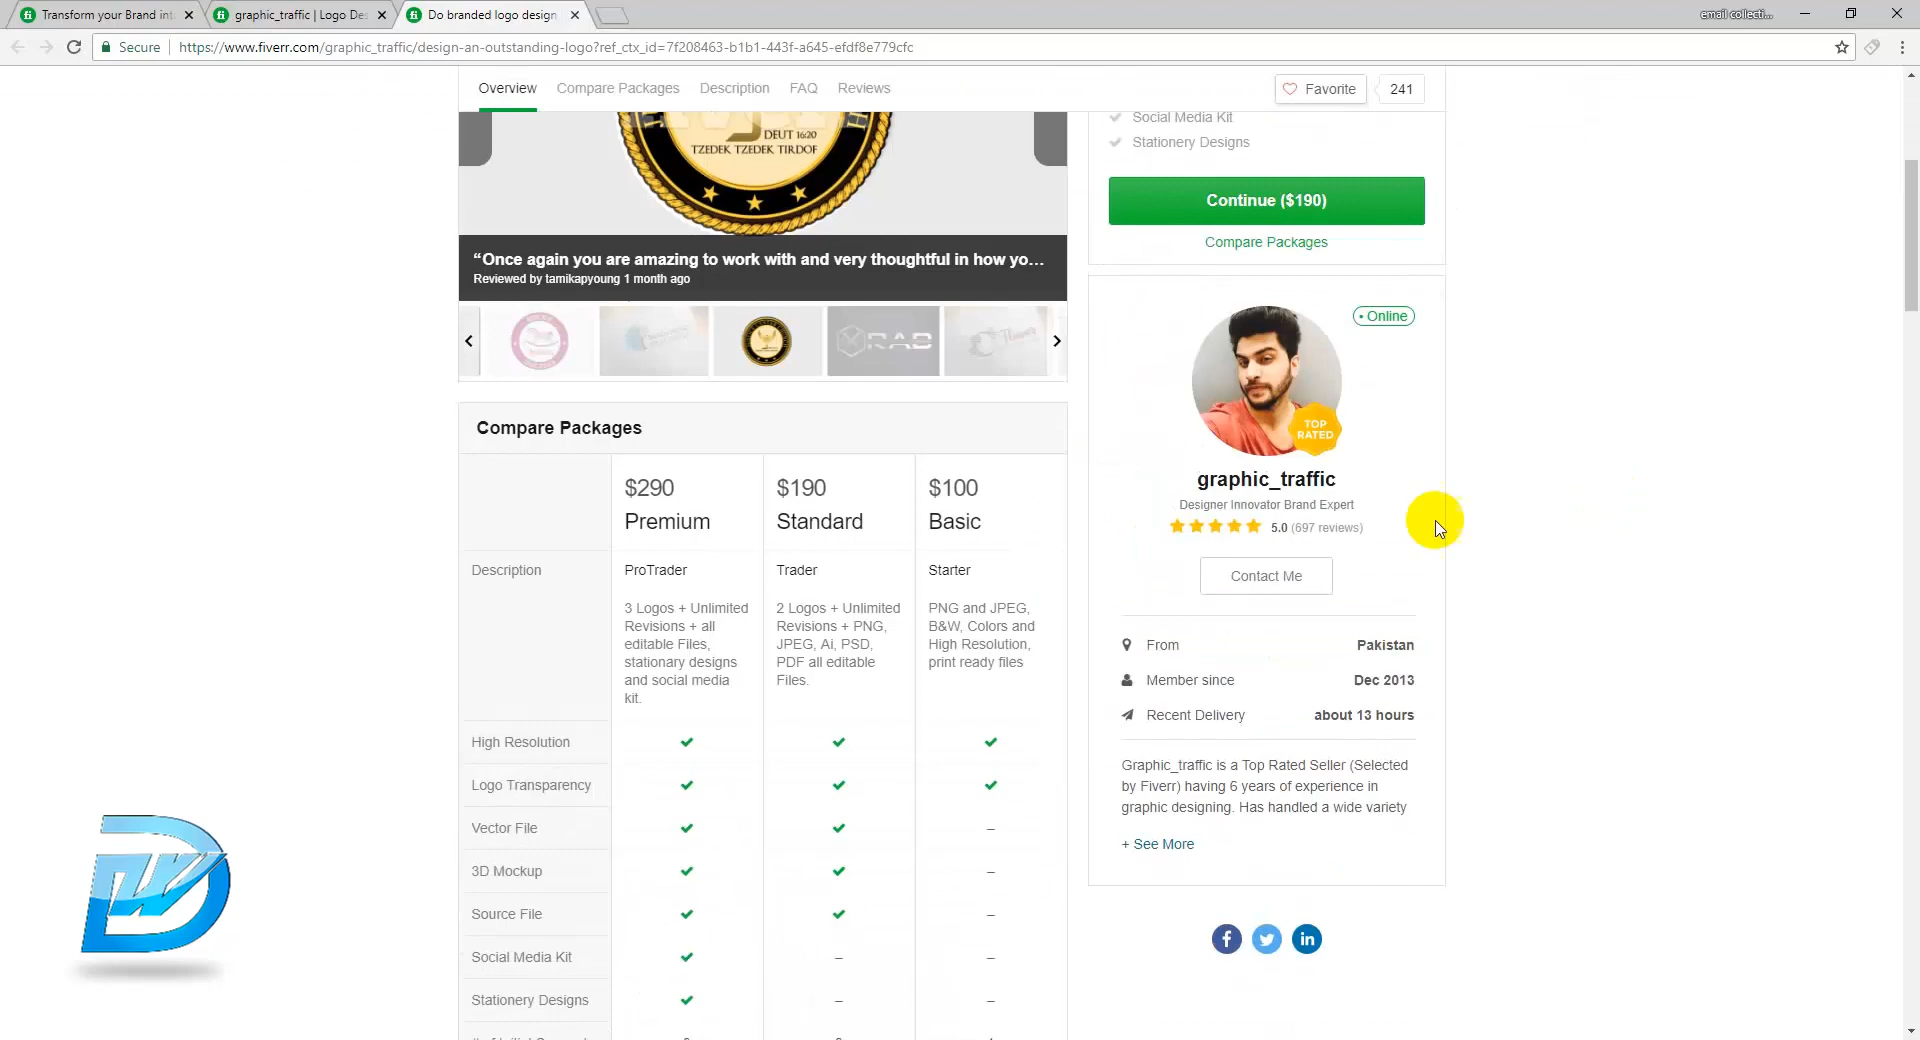 Transform your Brand int
graphic_traffic | Logo Des
Do branded logo design
email collecti...
Secure
https://www.fiverr.com/graphic_traffic/design-an-outstanding-logo?ref_ctx_id=7f208463-b1b1-443f-a645-efdf8e779cfc
Overview
Compare Packages
Description
FAQ
Reviews
Favorite
241
DEUT 16:20
TZEDEK TZEDEK TIRDOF
“Once again you are amazing to work with and very thoughtful in how yo...
Reviewed by tamikapyoung 1 month ago
RAB
Social Media Kit
Stationery Designs
Continue ($190)
Compare Packages
Compare Packages
$290 $190 $100
Premium Standard Basic
Description ProTrader Trader Starter
3 Logos + Unlimited 2 Logos + Unlimited PNG and JPEG,
Revisions + all Revisions + PNG, B&W, Colors and
editable Files, JPEG, Ai, PSD, High Resolution,
stationary designs PDF all editable print ready files
and social media Files.
kit.
High Resolution
Logo Transparency
Vector File –
3D Mockup –
Source File –
Social Media Kit – –
Stationery Designs – –
• Online
TOP
RATED
graphic_traffic
Designer Innovator Brand Expert
5.0 (697 reviews)
Contact Me
From Pakistan
Member since Dec 2013
Recent Delivery about 13 hours
Graphic_traffic is a Top Rated Seller (Selected
by Fiverr) having 6 years of experience in
graphic designing. Has handled a wide variety
+ See More